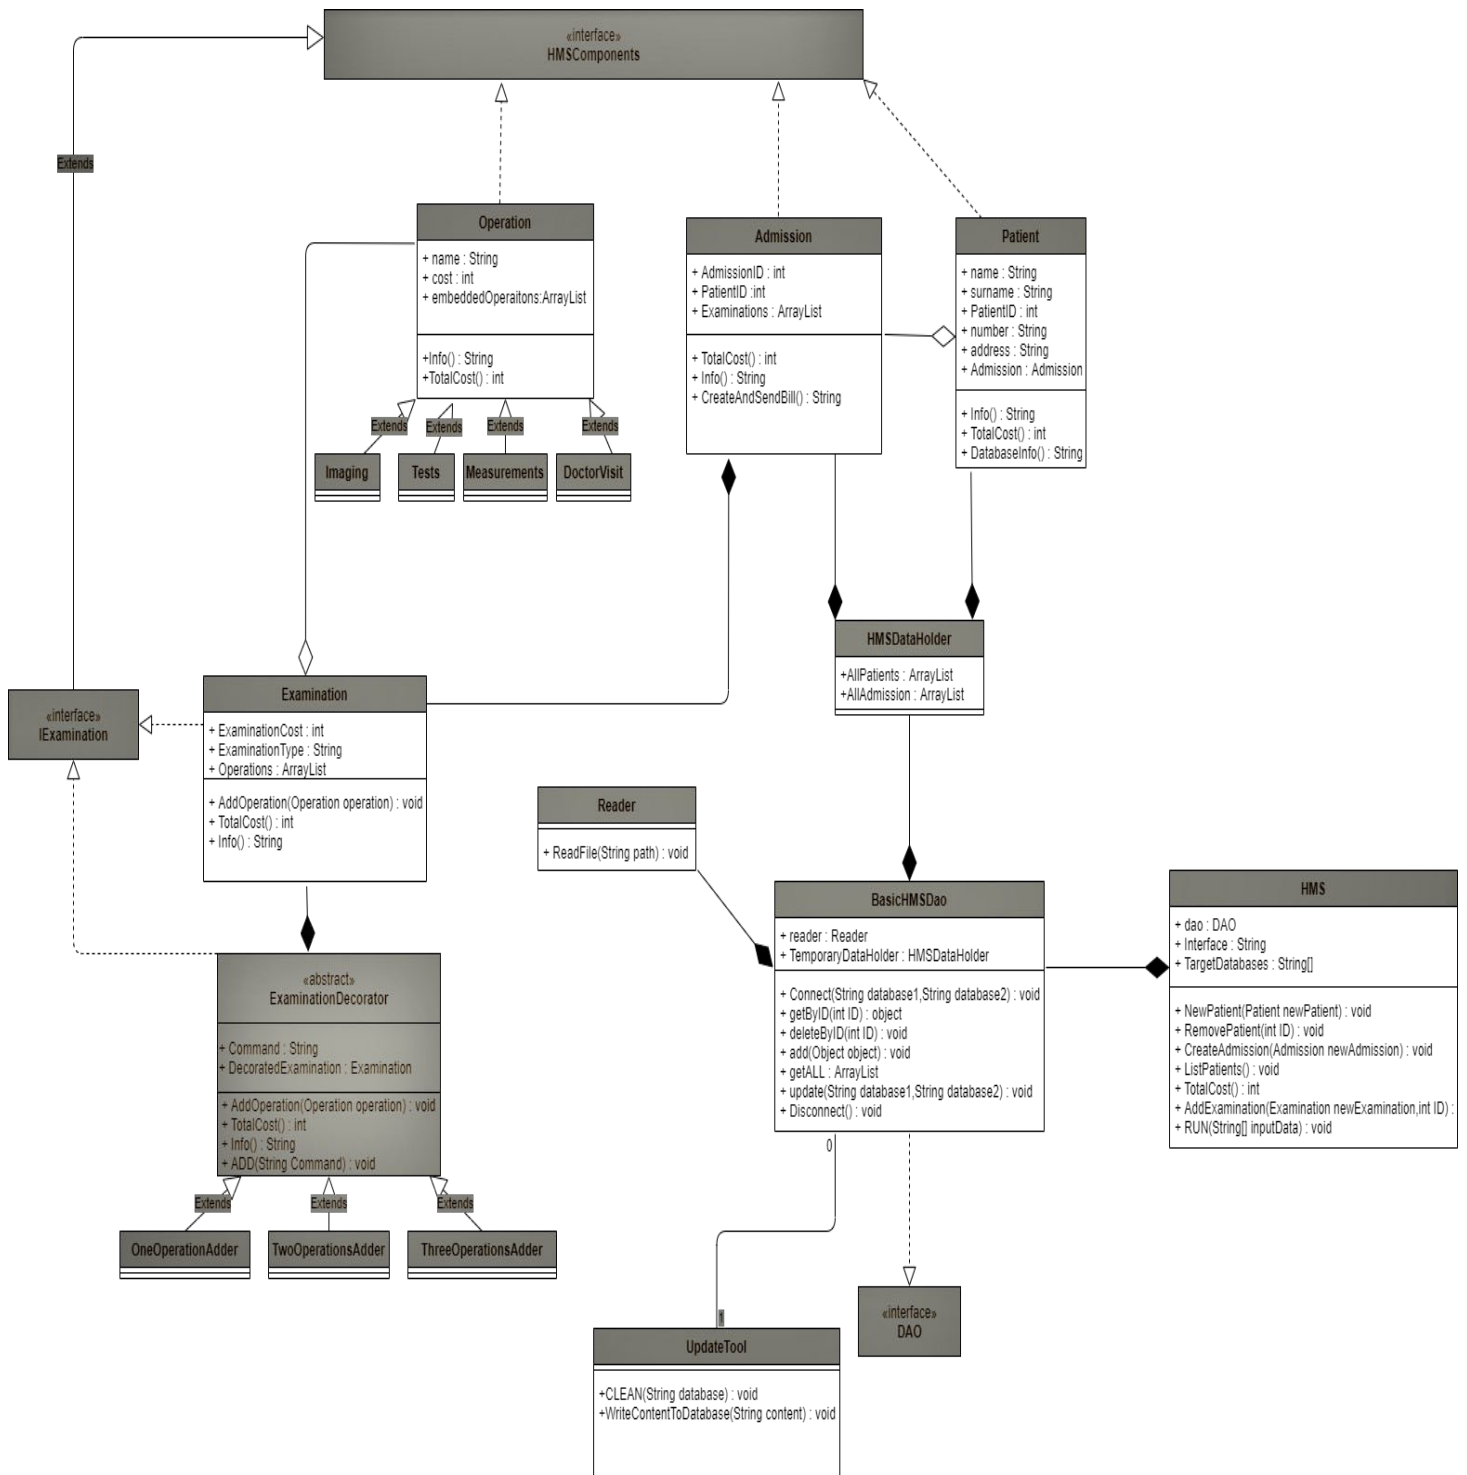 «interface»
HMSComponents
Extends
Operation
+ name : String
+ cost : int
+ embeddedOperaitons:ArrayList
+Info() : String
+TotalCost() : int
Admission
+ AdmissionID : int
+ PatientID :int
+ Examinations : ArrayList
+ TotalCost() : int
+ Info() : String
+ CreateAndSendBill() : String
Patient
+ name : String
+ surname : String
+ PatientID : int
+ number : String
+ address : String
+ Admission : Admission
+ Info() : String
+ TotalCost() : int
+ DatabaseInfo() : String
Extends
Extends
Extends
Extends
Imaging
Tests
Measurements
DoctorVisit
HMSDataHolder
+AllPatients : ArrayList
+AllAdmission : ArrayList
«interface»
IExamination
Examination
+ ExaminationCost : int
+ ExaminationType : String
+ Operations : ArrayList
+ AddOperation(Operation operation) : void
+ TotalCost() : int
+ Info() : String
Reader
+ ReadFile(String path) : void
BasicHMSDao
+ reader : Reader
+ TemporaryDataHolder : HMSDataHolder
+ Connect(String database1,String database2) : void
+ getByID(int ID) : object
+ deleteByID(int ID) : void
+ add(Object object) : void
+ getALL : ArrayList
+ update(String database1,String database2) : void
+ Disconnect() : void
HMS
+ dao : DAO
+ Interface : String
+ TargetDatabases : String[]
+ NewPatient(Patient newPatient) : void
+ RemovePatient(int ID) : void
+ CreateAdmission(Admission newAdmission) : void
+ ListPatients() : void
+ TotalCost() : int
+ AddExamination(Examination newExamination,int ID) :
+ RUN(String[] inputData) : void
«abstract»
ExaminationDecorator
+ Command : String
+ DecoratedExamination : Examination
+ AddOperation(Operation operation) : void
+ TotalCost() : int
+ Info() : String
+ ADD(String Command) : void
Extends
Extends
Extends
OneOperationAdder
TwoOperationsAdder
ThreeOperationsAdder
0
1
«interface»
DAO
UpdateTool
+CLEAN(String database) : void
+WriteContentToDatabase(String content) : void